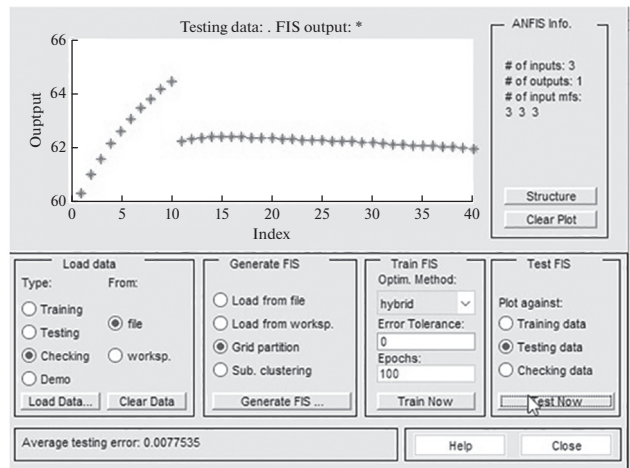 Testing data: . FIS output: *
66
64
62
60
Ouptput
0
5
10
15
20
25
30
35
40
Index
ANFIS Info.
# of inputs: 3
# of outputs: 1
# of input mfs:
3 3 3
Structure
Clear Plot
Load data
Type:
From:
Training
Testing
Checking
Demo
file
worksp.
Load Data...
Clear Data
Generate FIS
Load from file
Load from worksp.
Grid partition
Sub. clustering
Generate FIS ...
Train FIS
Optim. Method:
hybrid
Error Tolerance:
0
Epochs:
100
Train Now
Test FIS
Plot against:
Training data
Testing data
Checking data
Test Now
Average testing error: 0.0077535
Help
Close